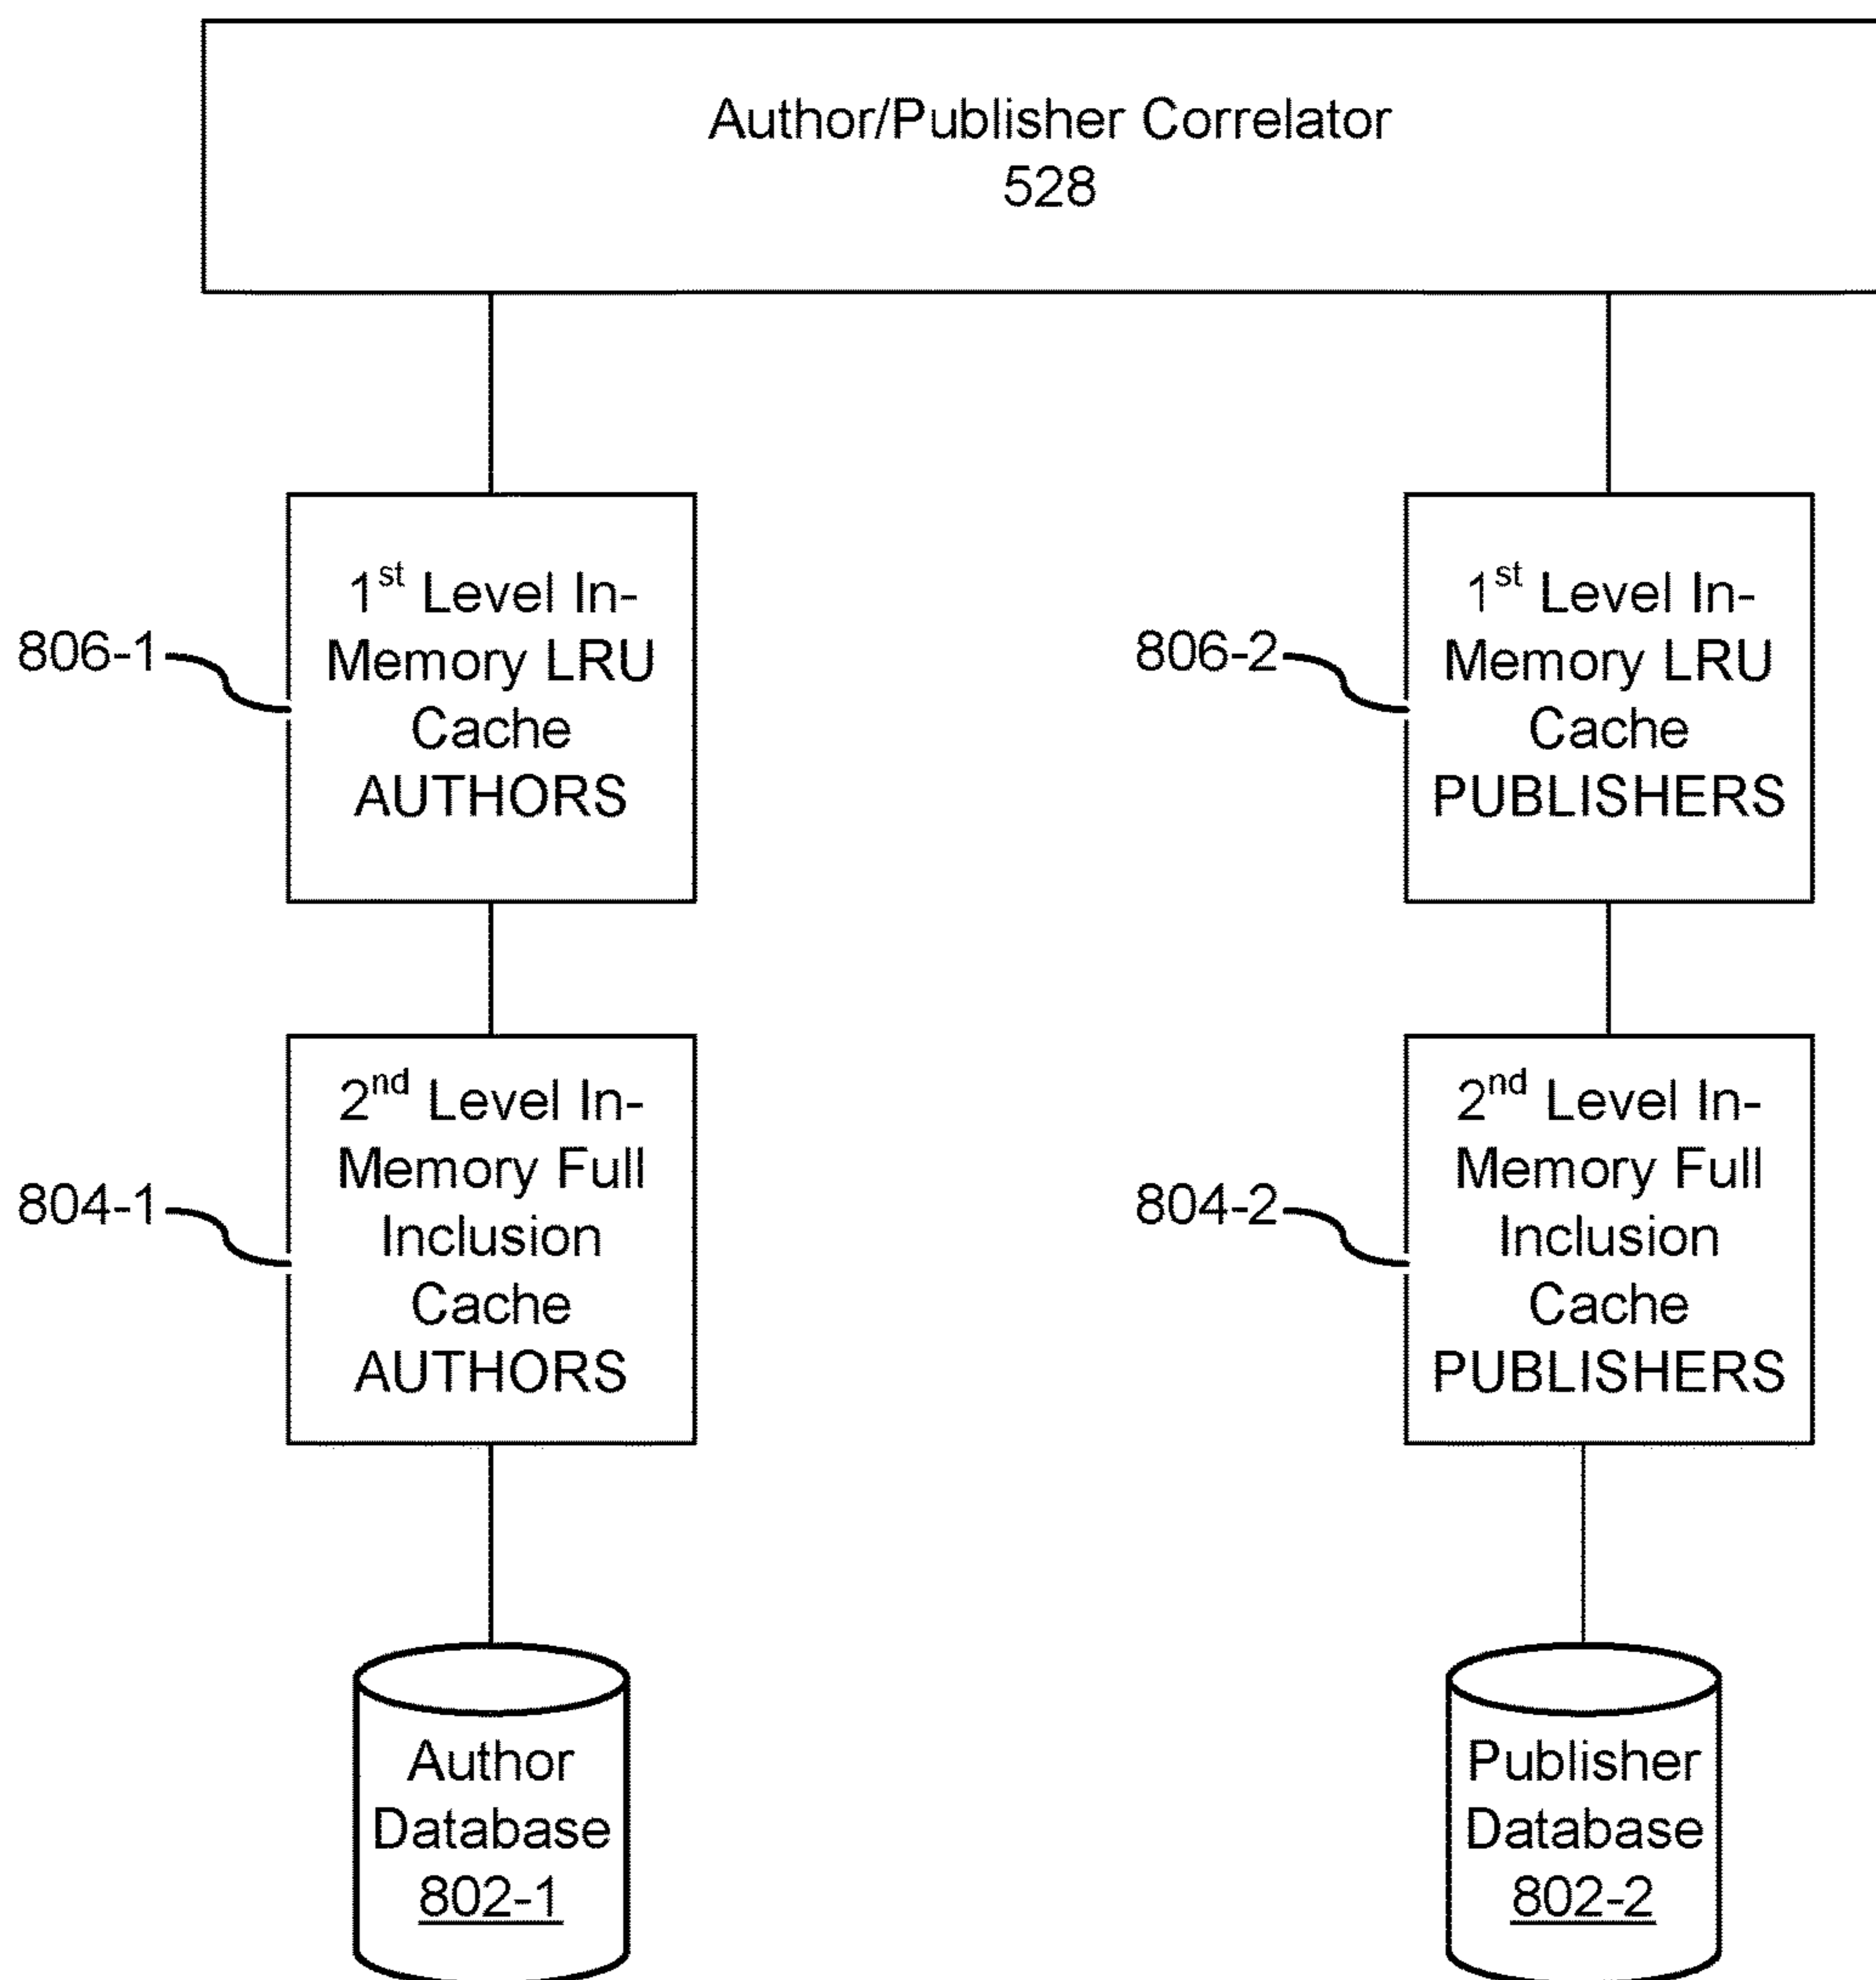 Author/Publisher Correlator
528
806-1
1st Level In-
Memory LRU
Cache
AUTHORS
806-2
1st Level In-
Memory LRU
Cache
PUBLISHERS
804-1
2nd Level In-
Memory Full
Inclusion
Cache
AUTHORS
804-2
2nd Level In-
Memory Full
Inclusion
Cache
PUBLISHERS
Author
Database
802-1
Publisher
Database
802-2